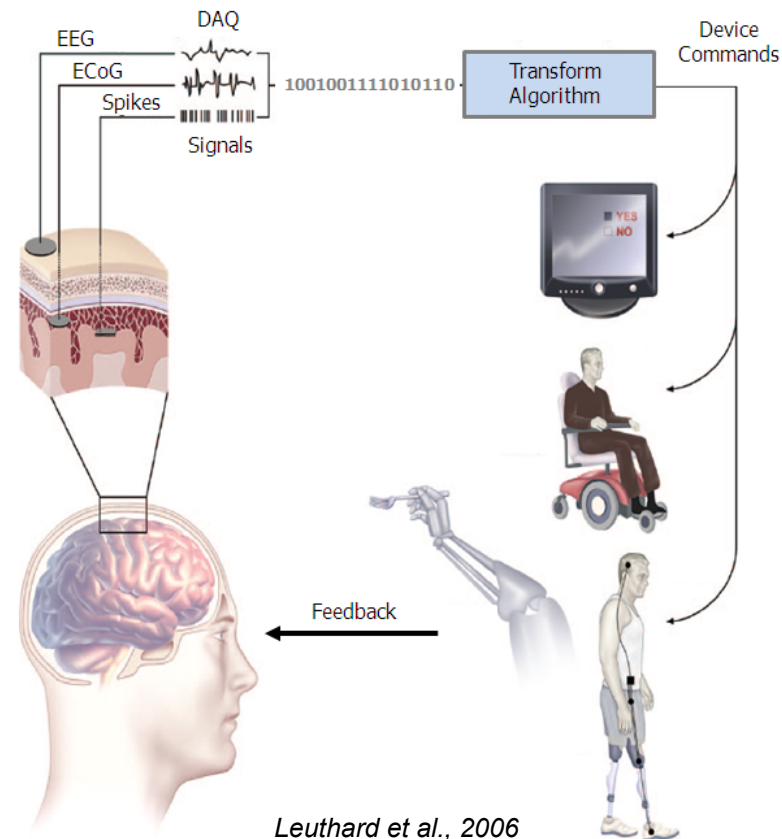 DAQ
EEG
ECoG
Spikes
Signals
1001001111010110
Transform
Algorithm
Device
Commands
YES
NO
Feedback
Leuthard et al., 2006